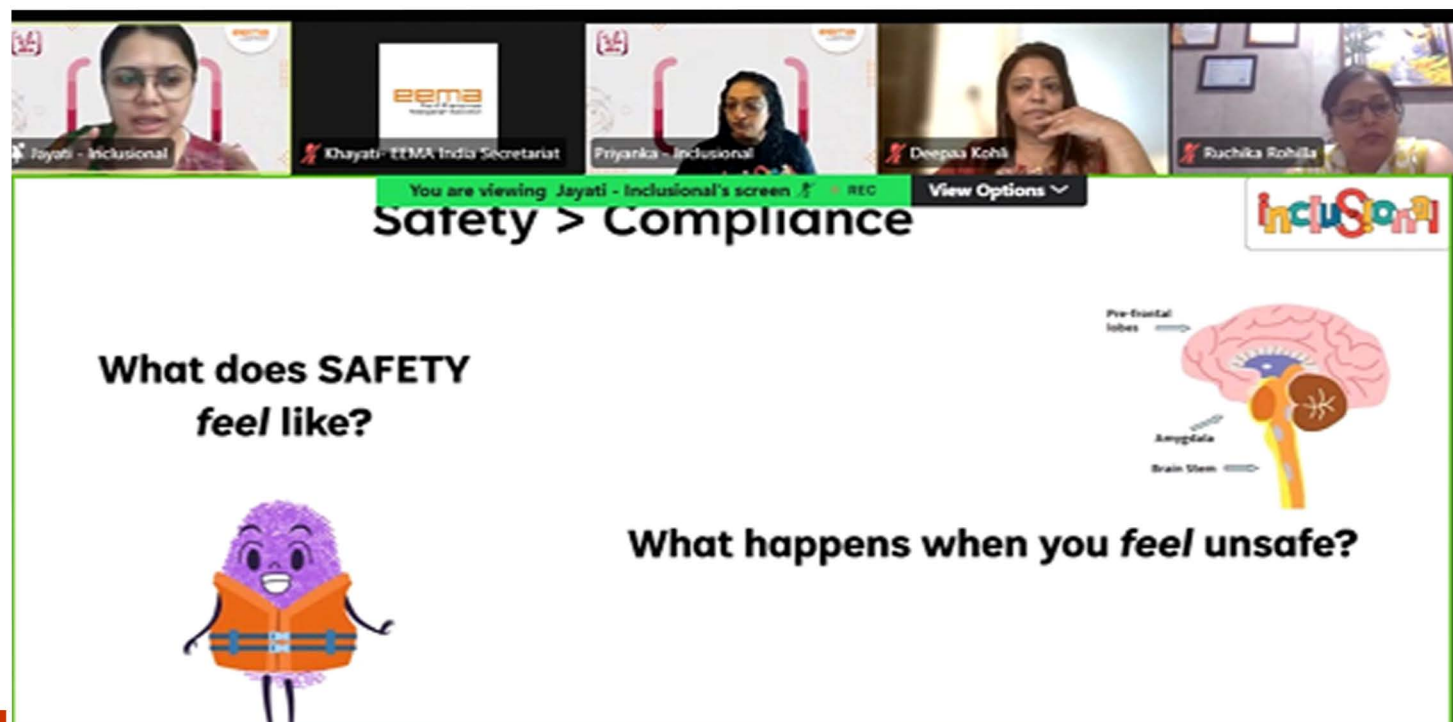 eema
eema
Jayati - Inclusional
eema
Khayati- EEMA India Secretariat
Priyanka - Inclusional
Deepaa Kohli
Ruchika Rohilla
You are viewing Jayati - Inclusional's screen
REC
View Options
Safety > Compliance
inclusional
Pre-frontal
lobes
What does SAFETY
feel like?
Amygdala
Brain Stem
What happens when you feel unsafe?